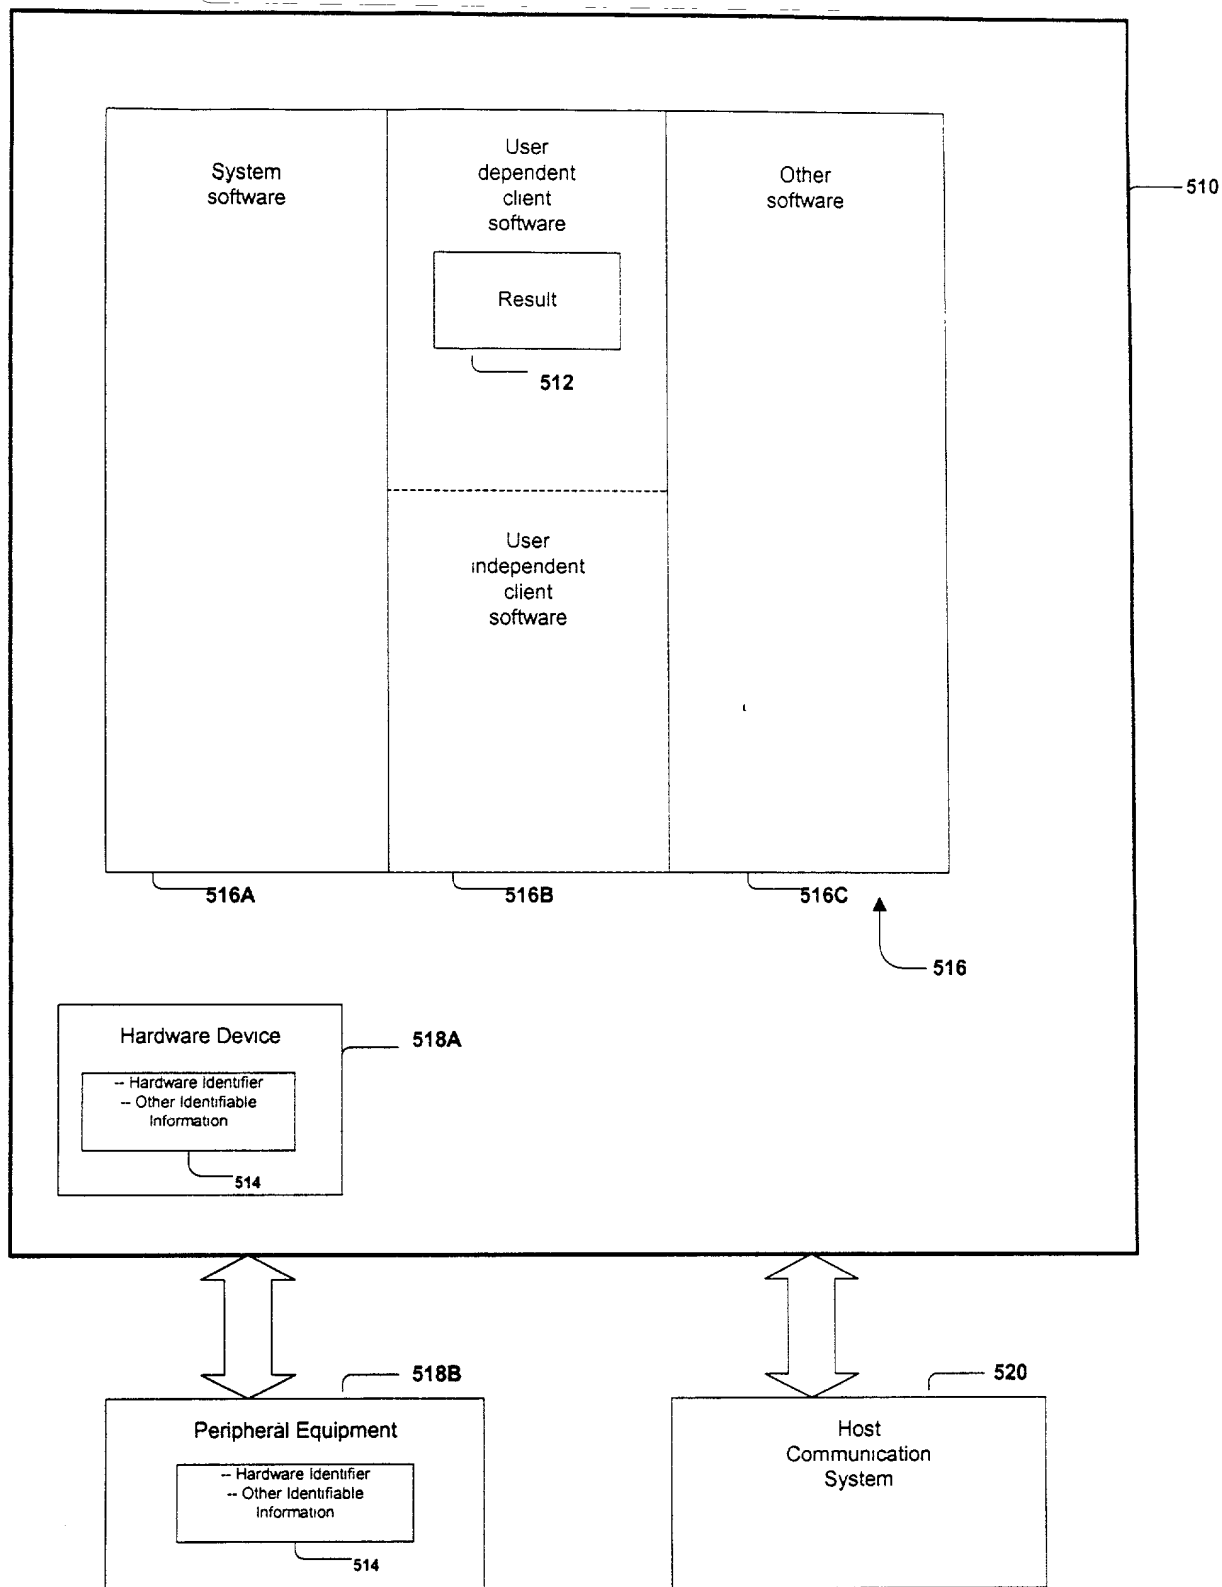 System
software
User
dependent
client
software
Other
software
510
Result
512
User
independent
client
software
516A
516B
516C
516
Hardware Device
518A
-- Hardware Identifier
-- Other Identifiable
Information
514
518B
520
Peripheral Equipment
-- Hardware Identifier
-- Other Identifiable
Information
514
Host
Communication
System